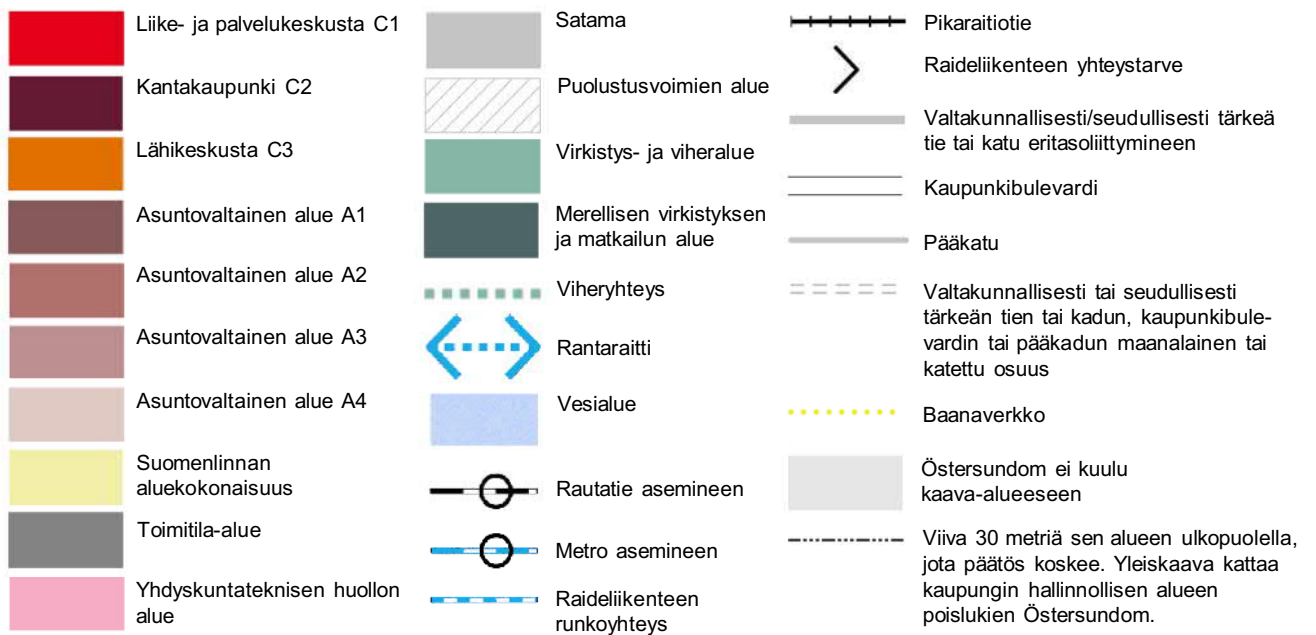 Liike- ja palvelukeskusta C1
Kantakaupunki C2
Lähikeskusta C3
Asuntovaltainen alue A1
Asuntovaltainen alue A2
Asuntovaltainen alue A3
Asuntovaltainen alue A4
Suomenlinnan
aluekokonaisuus
Toimitila-alue
Yhdyskuntateknisen huollon
alue
Satama
Puolustusvoimien alue
Virkistys- ja viheralue
Merellisen virkistyksen
ja matkailun alue
Viheryhteys
Rantaraitti
Vesialue
Rautatie asemineen
Metro asemineen
Raideliikenteen
runkoyhteys
Pikaraitiotie
Raideliikenteen yhteystarve
Valtakunnallisesti/seudullisesti tärkeä
tie tai katu eritasoliittymineen
Kaupunkibulevardi
Pääkatu
Valtakunnallisesti tai seudullisesti
tärkeän tien tai kadun, kaupunkibule-
vardin tai pääkadun maanalainen tai
katettu osuus
Baanaverkko
Östersundom ei kuulu
kaava-alueeseen
Viiva 30 metriä sen alueen ulkopuolella,
jota päätös koskee. Yleiskaava kattaa
kaupungin hallinnollisen alueen
poislukien Östersundom.